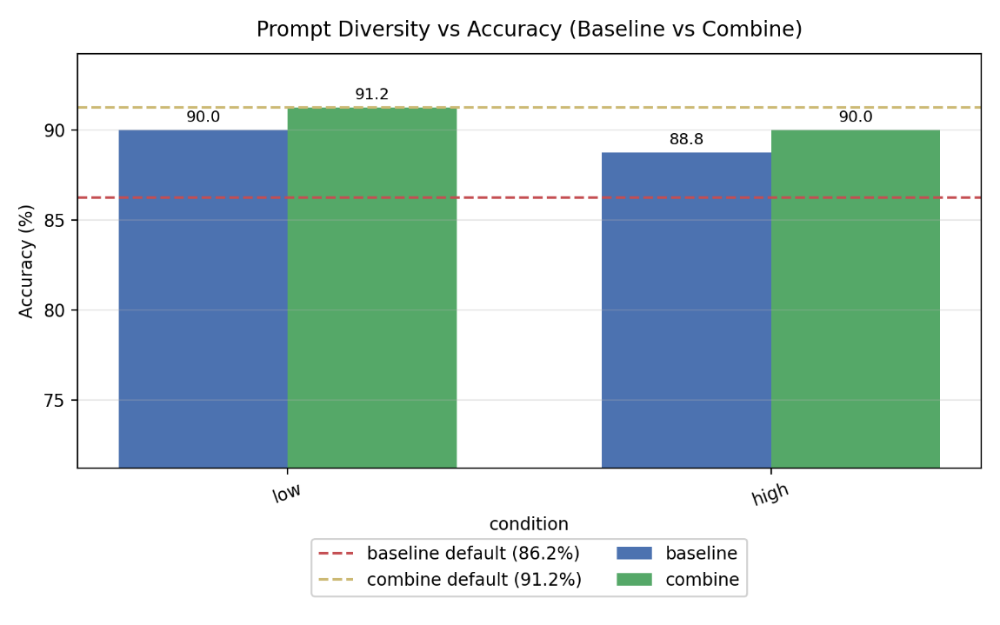 Prompt Diversity vs Accuracy (Baseline vs Combine)
91.2
90.0
90.0
88.8
90
85
80
75
Accuracy (%)
low
high
condition
baseline default (86.2%)
combine default (91.2%)
baseline
combine